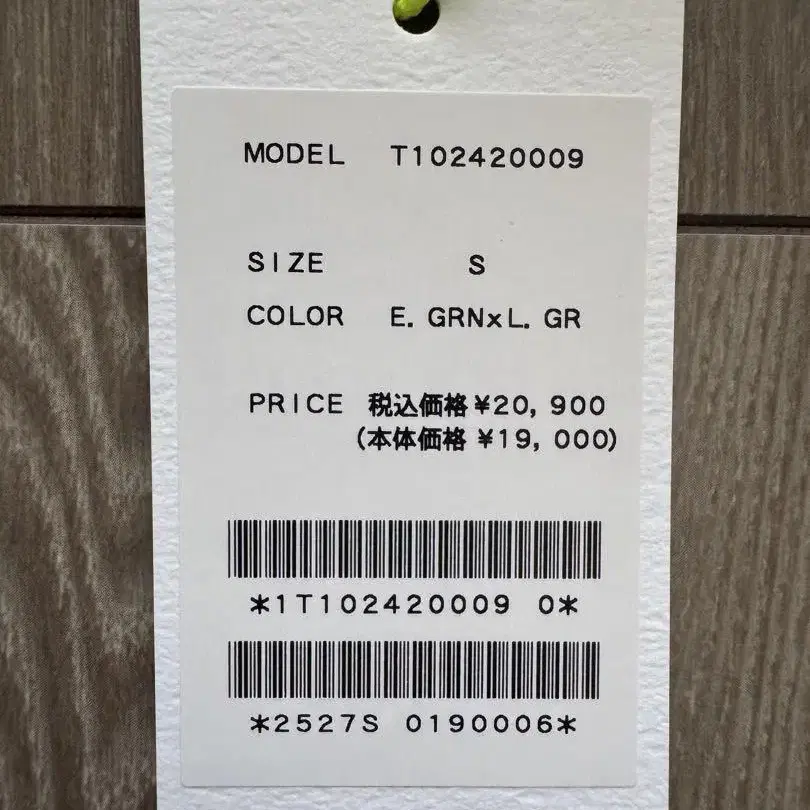 MODEL T102420009
SIZE S
COLOR E. GRNxL. GR
PRICE 税込価格 ¥20, 900
(本体価格 ¥19, 000)
*1T102420009 0*
*2527S 0190006*